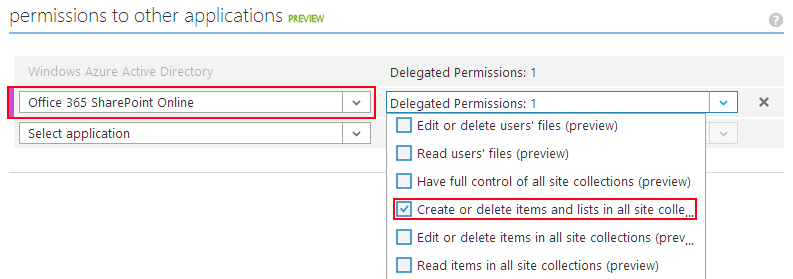 permissions to other applications PREVIEW
?
Windows Azure Active Directory Delegated Permissions: 1
Office 365 SharePoint Online Delegated Permissions: 1
Select application
Edit or delete users' files (preview)
Read users' files (preview)
Have full control of all site collections (preview)
Create or delete items and lists in all site colle...
Edit or delete items in all site collections (prev...
Read items in all site collections (preview)